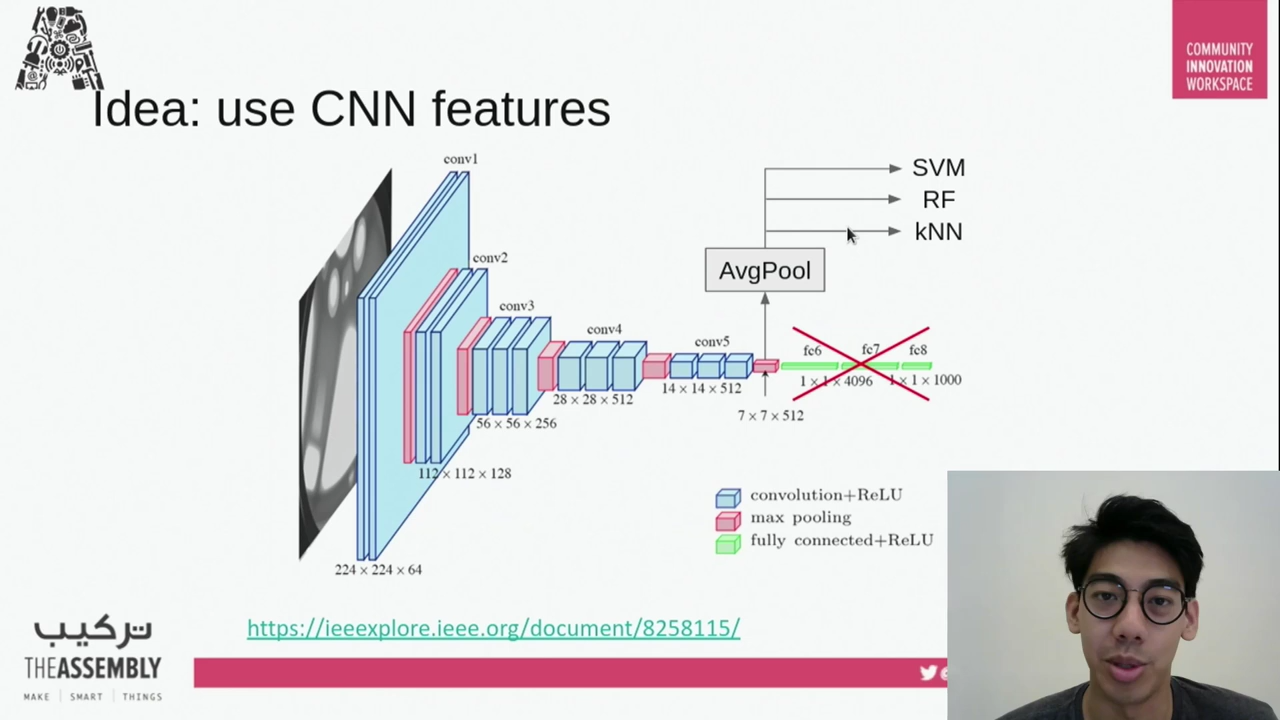 COMMUNITY
INNOVATION
WORKSPACE
Idea: use CNN features
conv1
SVM
RF
kNN
conv2
AvgPool
conv3
conv4
conv5
fc6
fc7
fc8
1 × 1 × 4096
1 × 1 × 1000
14 × 14 × 512
28 × 28 × 512
7 × 7 × 512
56 × 56 × 256
112 × 112 × 128
convolution+ReLU
max pooling
fully connected+ReLU
224 × 224 × 64
https://ieeexplore.ieee.org/document/8258115/
تركيب
THEASSEMBLY
MAKE | SMART | THINGS